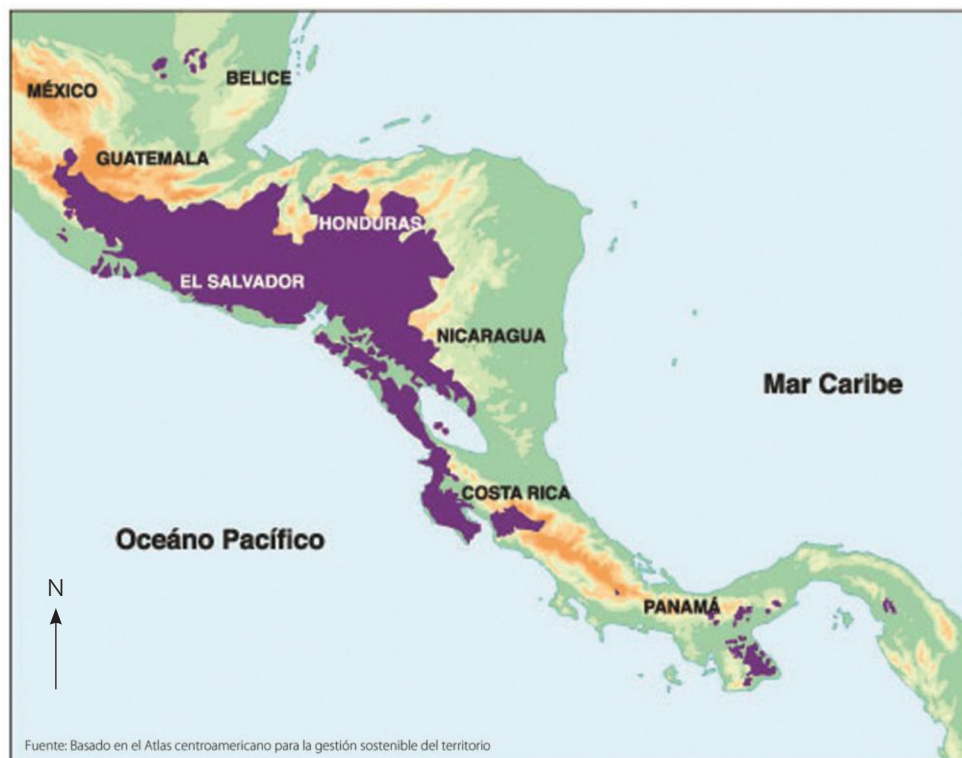 BELICE
MÉXICO
GUATEMALA
HONDURAS
EL SALVADOR
NICARAGUA
Mar Caribe
COSTA RICA
Oceáno Pacífico
N
PANAMÁ
Fuente: Basado en el Atlas centroamericano para la gestión sostenible del territorio